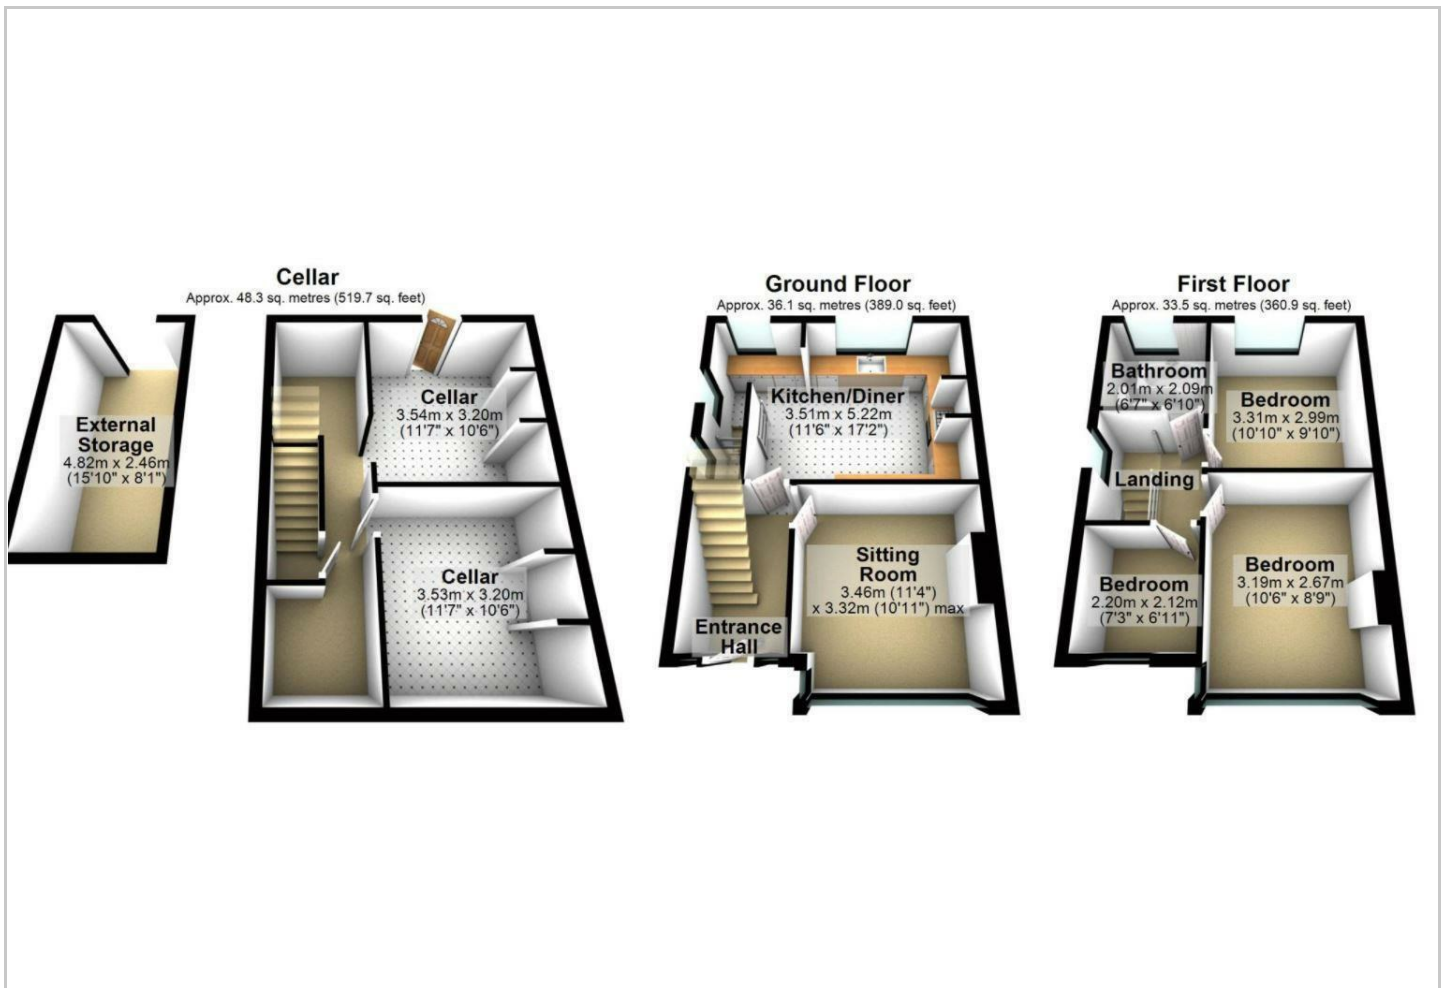 Cellar
Approx. 48.3 sq. metres (519.7 sq. feet)
External
Storage
4.82m x 2.46m
(15'10" x 8'1")
Cellar
3.54m x 3.20m
(11'7" x 10'6")
Cellar
3.53m x 3.20m
(11'7" x 10'6")
Ground Floor
Approx. 36.1 sq. metres (389.0 sq. feet)
Kitchen/Diner
3.51m x 5.22m
(11'6" x 17'2")
Sitting
Room
3.46m (11'4")
x 3.32m (10'11") max
Entrance
Hall
First Floor
Approx. 33.5 sq. metres (360.9 sq. feet)
Bathroom
2.01m x 2.09m
(6'7" x 6'10")
Bedroom
3.31m x 2.99m
(10'10" x 9'10")
Landing
Bedroom
2.20m x 2.12m
(7'3" x 6'11")
Bedroom
3.19m x 2.67m
(10'6" x 8'9")